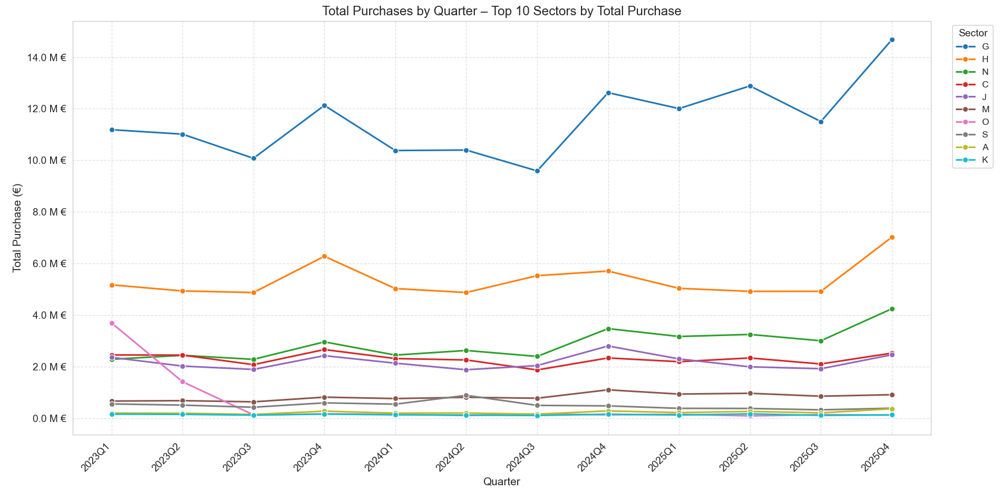 Total Purchases by Quarter – Top 10 Sectors by Total Purchase
Sector
G
H
N
C
J
M
O
S
A
K
Total Purchase (€)
14.0 M €
12.0 M €
10.0 M €
8.0 M €
6.0 M €
4.0 M €
2.0 M €
0.0 M €
2023Q1
2023Q2
2023Q3
2023Q4
2024Q1
2024Q2
2024Q3
2024Q4
2025Q1
2025Q2
2025Q3
2025Q4
Quarter